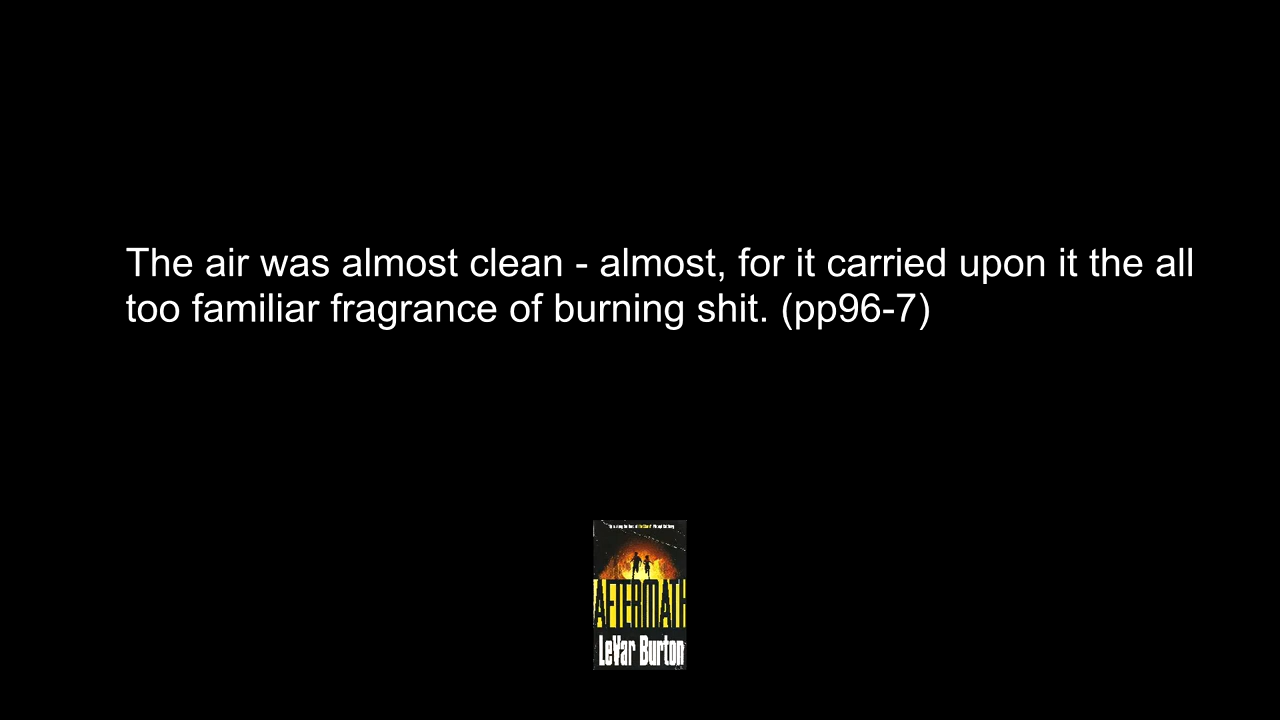 The air was almost clean - almost, for it carried upon it the all
too familiar fragrance of burning shit. (pp96-7)
AFTERMATH
LeVar Burton